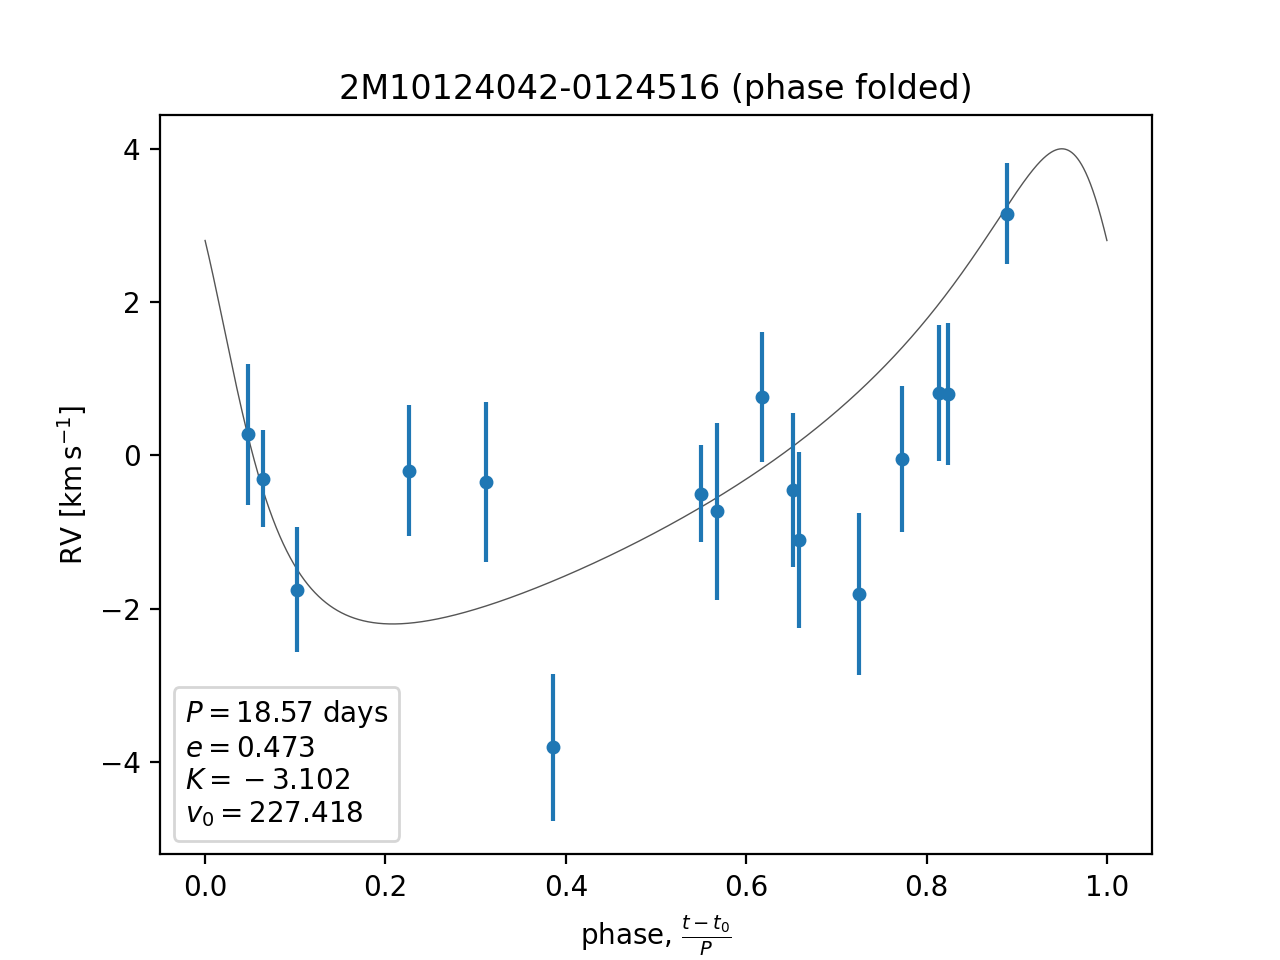 2M10124042-0124516 (phase folded)
RV [km s⁻¹]
4
2
0
−2
−4
P = 18.57 days
e = 0.473
K = −3.102
v₀ = 227.418
0.0 0.2 0.4 0.6 0.8 1.0
phase, (t − t₀)/P